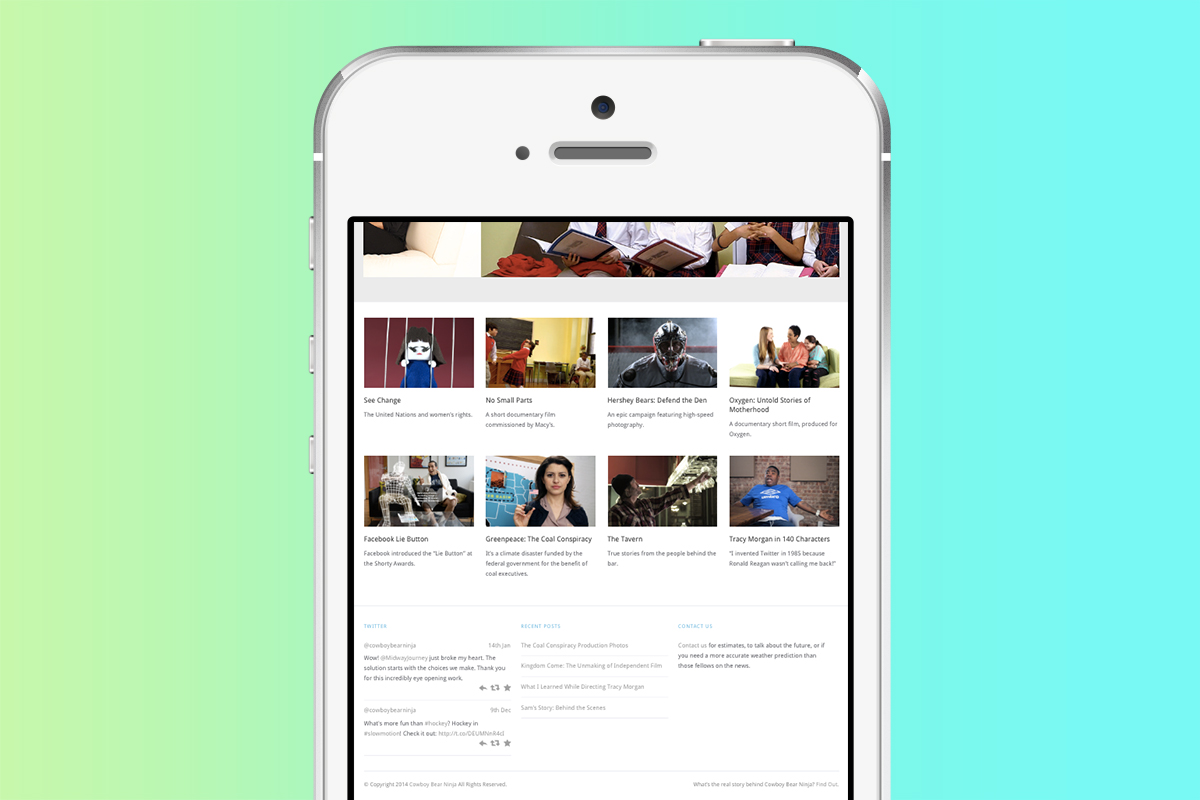 See Change
The United Nations and women's rights.
No Small Parts
A short documentary film
commissioned by Macy's.
Hershey Bears: Defend the Den
An epic campaign featuring high-speed
photography.
Oxygen: Untold Stories of
Motherhood
A documentary short film, produced for
Oxygen.
Facebook Lie Button
Facebook introduced the "Lie Button" at
the Shorty Awards.
Greenpeace: The Coal Conspiracy
It's a climate disaster funded by the
federal government for the benefit of
coal executives.
The Tavern
True stories from the people behind the
bar.
Tracy Morgan in 140 Characters
"I invented Twitter in 1985 because
Ronald Reagan wasn't calling me back!"
TWITTER
@cowboybearninja 14th Jan
Wow! @MidwayJourney just broke my heart. The
solution starts with the choices we make. Thank you
for this incredibly eye opening work.
@cowboybearninja 9th Dec
What's more fun than #hockey? Hockey in
#slowmotion! Check it out:
RECENT POSTS
The Coal Conspiracy Production Photos
Kingdom Come: The Unmaking of Independent Film
What I Learned While Directing Tracy Morgan
Sam's Story: Behind the Scenes
CONTACT US
Contact us for estimates, to talk about the future, or if
you need a more accurate weather prediction than
those fellows on the news.
© Copyright 2014 Cowboy Bear Ninja All Rights Reserved.
What's the real story behind Cowboy Bear Ninja? Find Out.